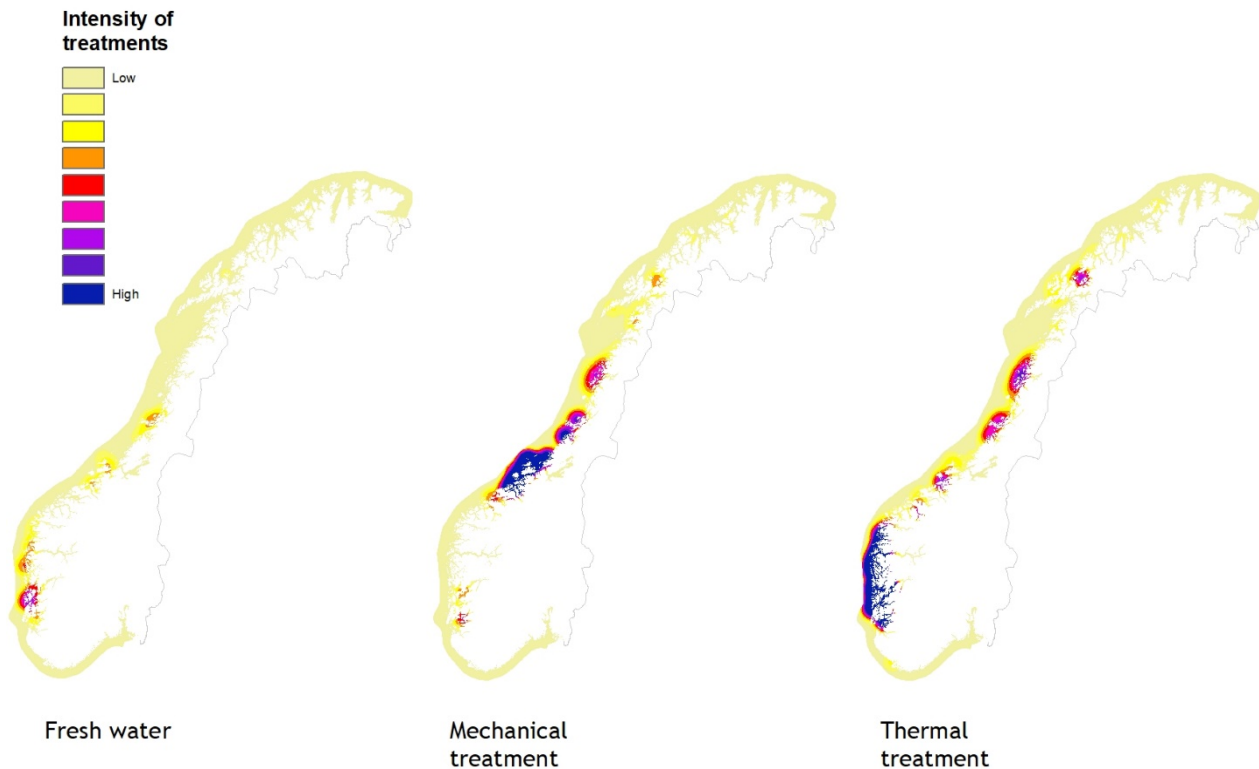 Intensity of
treatments
Low
High
Fresh water
Mechanical
treatment
Thermal
treatment